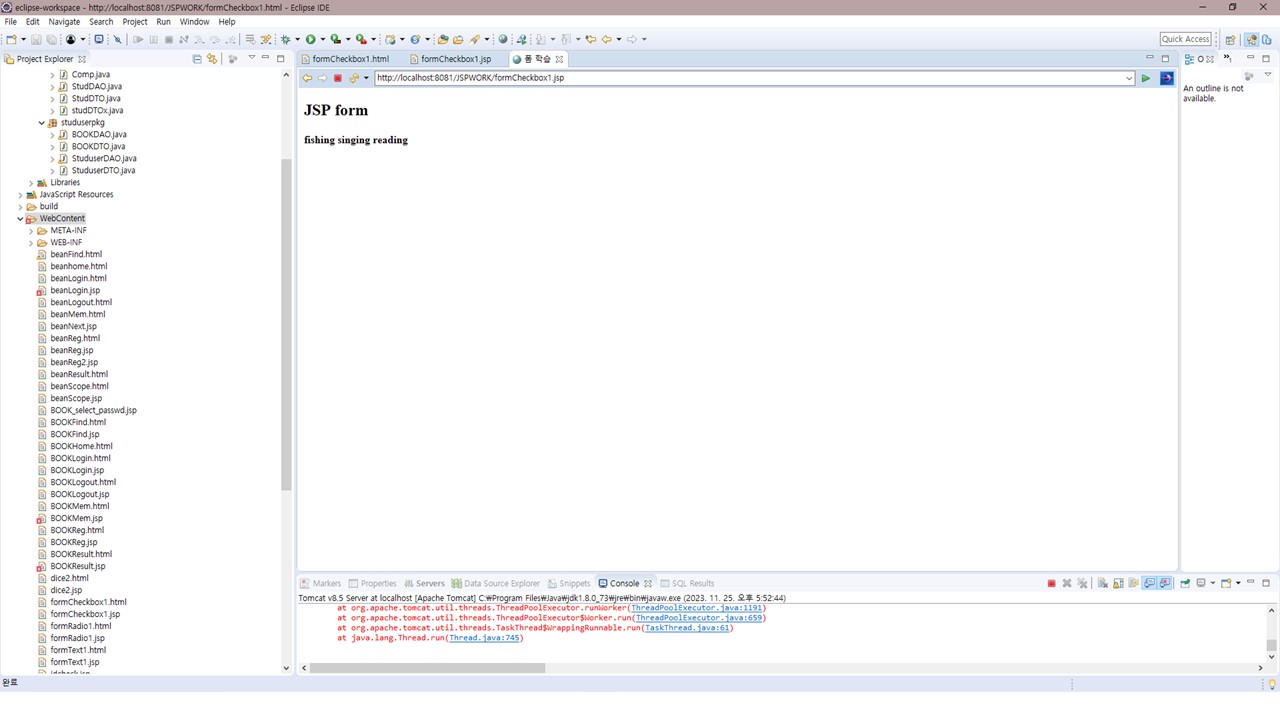 eclipse-workspace - http://localhost:8081/JSPWORK/formCheckbox1.html - Eclipse IDE
File Edit Navigate Search Project Run Window Help
Quick Access
Project Explorer
Comp.java
StudDAO.java
StudDTO.java
studDTOx.java
studuserpkg
BOOKDAO.java
BOOKDTO.java
StuduserDAO.java
StuduserDTO.java
Libraries
JavaScript Resources
build
WebContent
META-INF
WEB-INF
beanFind.html
beanhome.html
beanLogin.html
beanLogin.jsp
beanLogout.html
beanMem.html
beanNext.jsp
beanReg.html
beanReg.jsp
beanReg2.jsp
beanResult.html
beanScope.html
beanScope.jsp
BOOK_select_passwd.jsp
BOOKFind.html
BOOKFind.jsp
BOOKHome.html
BOOKLogin.html
BOOKLogin.jsp
BOOKLogout.html
BOOKLogout.jsp
BOOKMem.html
BOOKMem.jsp
BOOKReg.html
BOOKReg.jsp
BOOKResult.html
BOOKResult.jsp
dice2.html
dice2.jsp
formCheckbox1.html
formCheckbox1.jsp
formRadio1.html
formRadio1.jsp
formText1.html
formText1.jsp
idcheck.jsp
formCheckbox1.html formCheckbox1.jsp 폼 학습
http://localhost:8081/JSPWORK/formCheckbox1.jsp
JSP form
fishing singing reading
O
An outline is not
available.
Markers Properties Servers Data Source Explorer Snippets Console SQL Results
Tomcat v8.5 Server at localhost [Apache Tomcat] C:\Program Files\Java\jdk1.8.0_73\jre\bin\javaw.exe (2023. 11. 25. 오후 5:52:44)
at org.apache.tomcat.util.threads.ThreadPoolExecutor.runWorker(ThreadPoolExecutor.java:1191)
at org.apache.tomcat.util.threads.ThreadPoolExecutor$Worker.run(ThreadPoolExecutor.java:659)
at org.apache.tomcat.util.threads.TaskThread$WrappingRunnable.run(TaskThread.java:61)
at java.lang.Thread.run(Thread.java:745)
완료